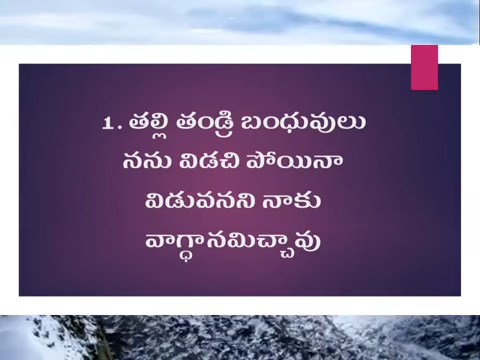 1. తల్లి తండ్రి బంధువులు
నను విడచి పోయినా
విడువనని నాకు
వాగ్ధానమిచ్చావు